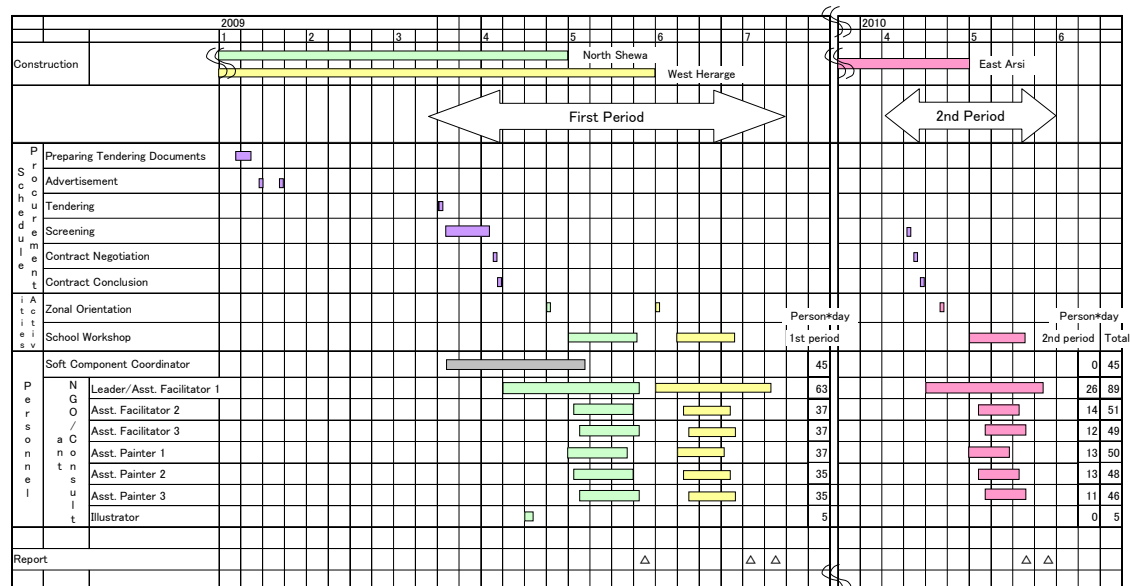 2009 2010
1 2 3 4 5 6 7 4 5 6
Construction
North Shewa
West Herarge
East Arsi
First Period
2nd Period
Procurement
Schedule
Preparing Tendering Documents
Advertisement
Tendering
Screening
Contract Negotiation
Contract Conclusion
Activ
ities
Zonal Orientation
Person*day Person*day
School Workshop 1st period 2nd period Total
Personnel
Soft Component Coordinator 45 0 45
NGO/Consult
ant
Leader/Asst. Facilitator 1 63 26 89
Asst. Facilitator 2 37 14 51
Asst. Facilitator 3 37 12 49
Asst. Painter 1 37 13 50
Asst. Painter 2 35 13 48
Asst. Painter 3 35 11 46
Illustrator 5 0 5
Report △ △ △ △ △